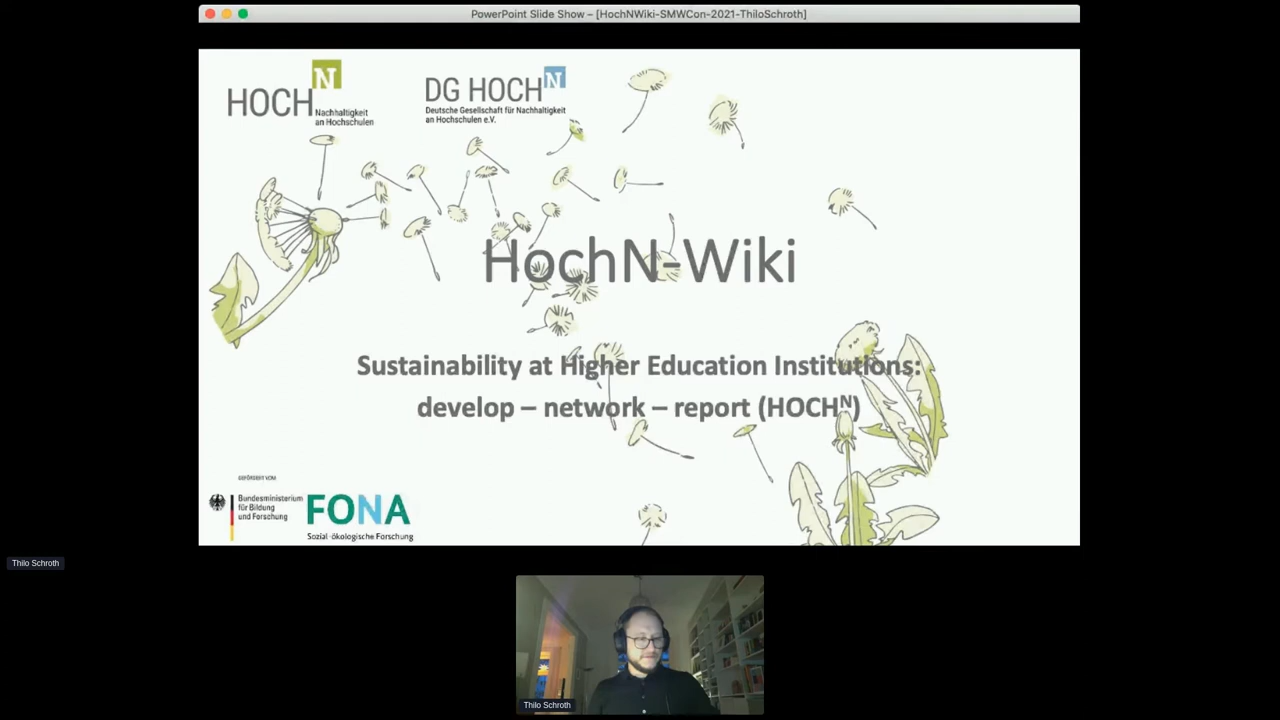 PowerPoint Slide Show – [HochNWiki-SMWCon-2021-ThiloSchroth]
HOCH N
Nachhaltigkeit
an Hochschulen
DG HOCH N
Deutsche Gesellschaft für Nachhaltigkeit
an Hochschulen e.V.
HochN-Wiki
Sustainability at Higher Education Institutions:
develop – network – report (HOCHᴺ)
GEFÖRDERT VOM
Bundesministerium
für Bildung
und Forschung
FONA
Sozial-ökologische Forschung
Thilo Schroth
Thilo Schroth